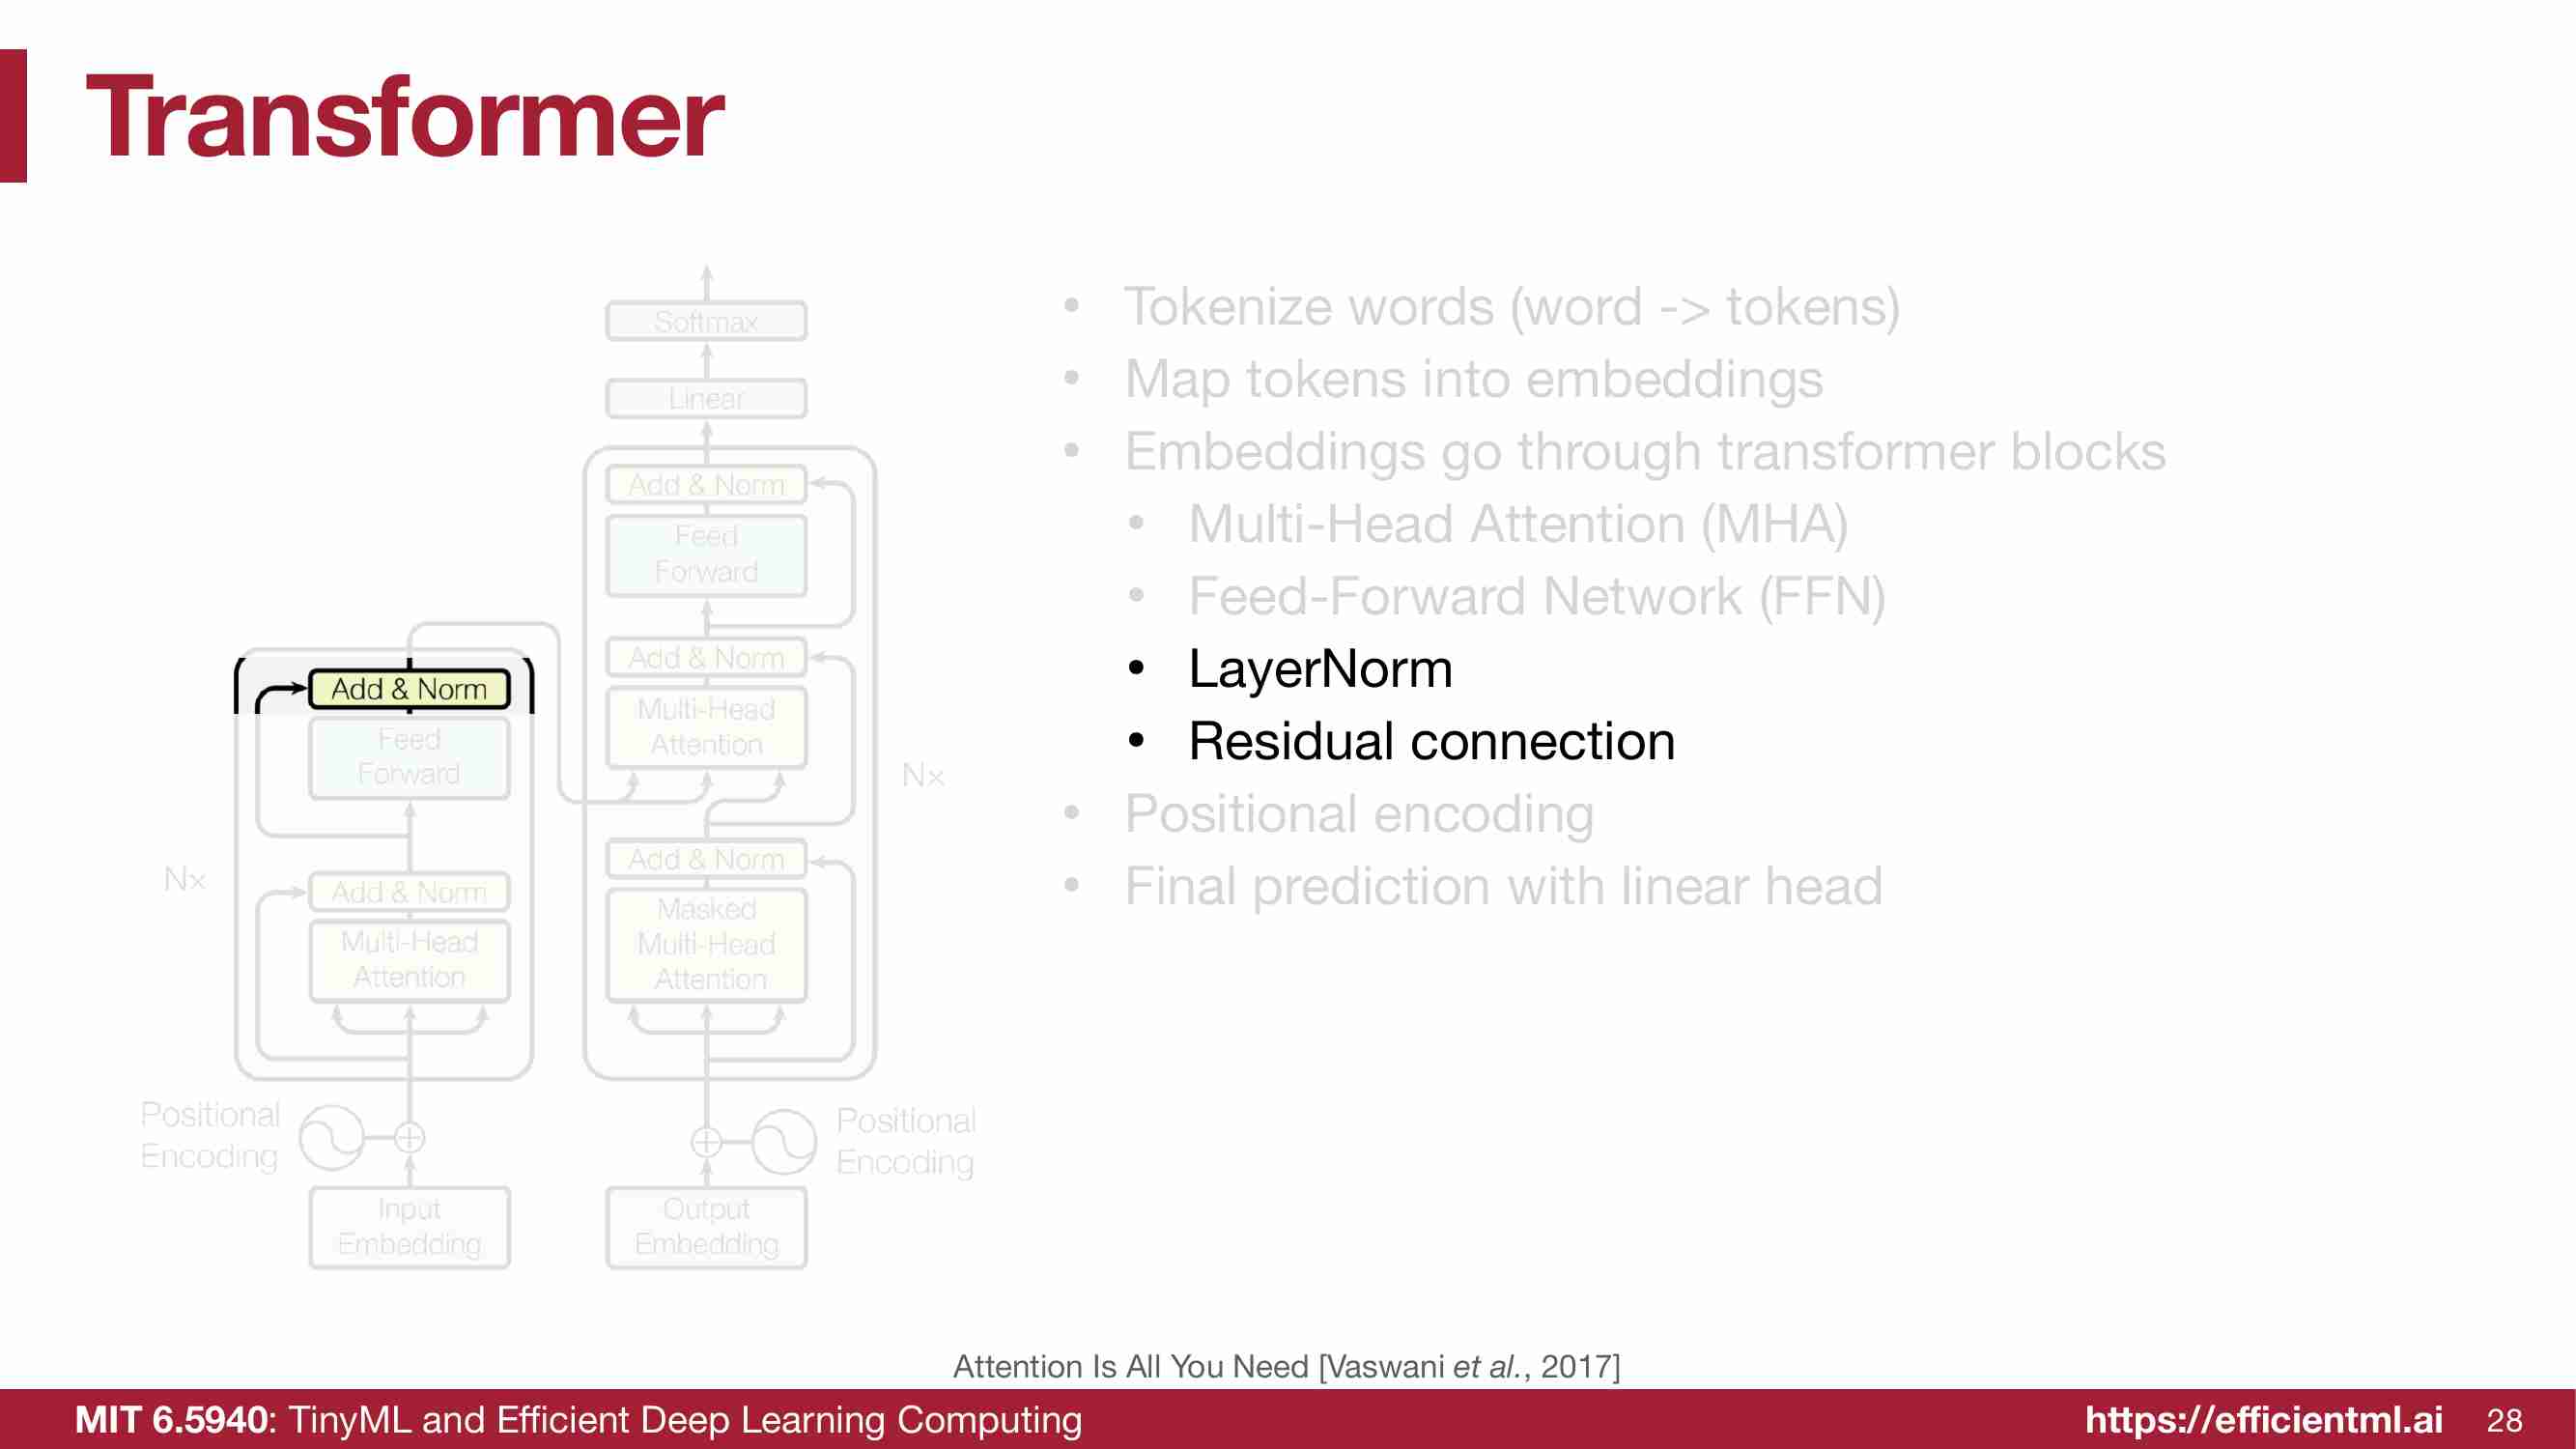 Transformer
Softmax
Linear
Add & Norm
Feed
Forward
Add & Norm
Multi-Head
Attention
Nx
Add & Norm
Masked
Multi-Head
Attention
Add & Norm
Feed
Forward
Nx
Add & Norm
Multi-Head
Attention
Positional
Encoding
Positional
Encoding
Input
Embedding
Output
Embedding
• Tokenize words (word -> tokens)
• Map tokens into embeddings
• Embeddings go through transformer blocks
• Multi-Head Attention (MHA)
• Feed-Forward Network (FFN)
• LayerNorm
• Residual connection
• Positional encoding
• Final prediction with linear head
Attention Is All You Need [Vaswani et al., 2017]
MIT 6.5940: TinyML and Efficient Deep Learning Computing
https://efficientml.ai
28